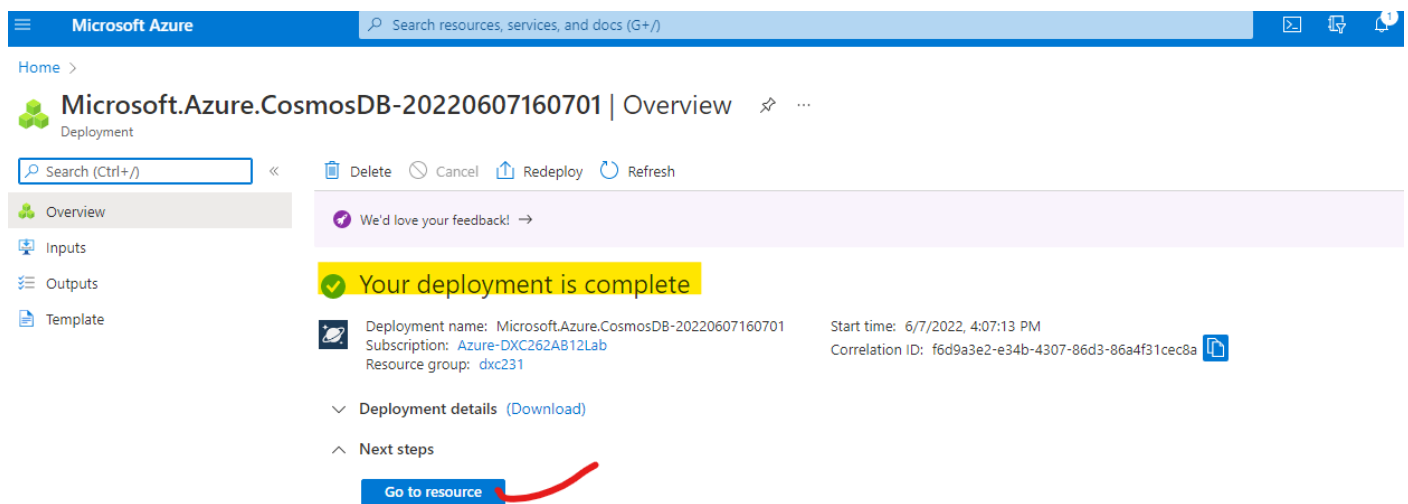 Microsoft Azure
Search resources, services, and docs (G+/)
1
Home >
Microsoft.Azure.CosmosDB-20220607160701 | Overview
Deployment
Search (Ctrl+/)
Delete Cancel Redeploy Refresh
Overview
Inputs
Outputs
Template
We'd love your feedback! →
Your deployment is complete
Deployment name: Microsoft.Azure.CosmosDB-20220607160701
Subscription: Azure-DXC262AB12Lab
Resource group: dxc231
Start time: 6/7/2022, 4:07:13 PM
Correlation ID: f6d9a3e2-e34b-4307-86d3-86a4f31cec8a
Deployment details (Download)
Next steps
Go to resource